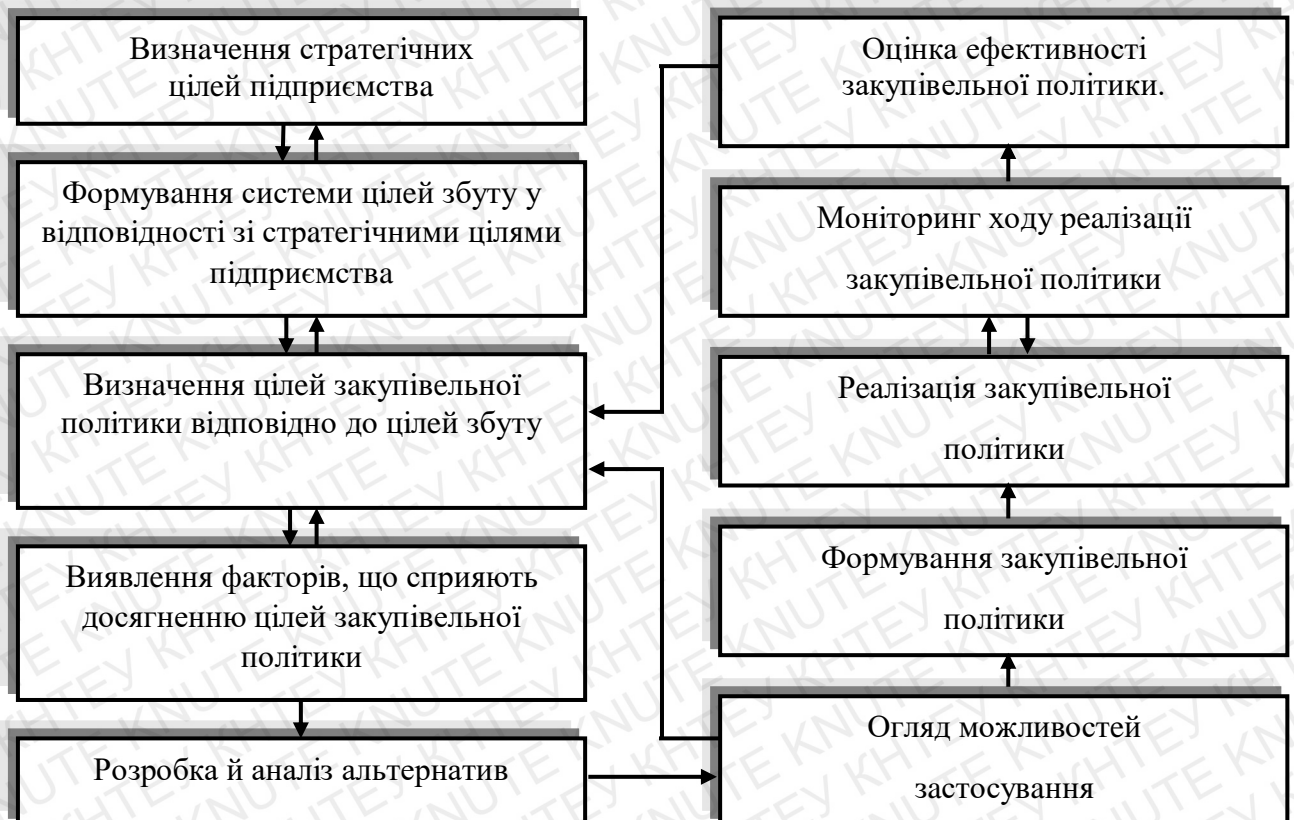 Визначення стратегічних
цілей підприємства
Формування системи цілей збуту у
відповідності зі стратегічними цілями
підприємства
Визначення цілей закупівельної
політики відповідно до цілей збуту
Виявлення факторів, що сприяють
досягненню цілей закупівельної
політики
Розробка й аналіз альтернатив
Оцінка ефективності
закупівельної політики.
Моніторинг ходу реалізації
закупівельної політики
Реалізація закупівельної
політики
Формування закупівельної
політики
Огляд можливостей
застосування